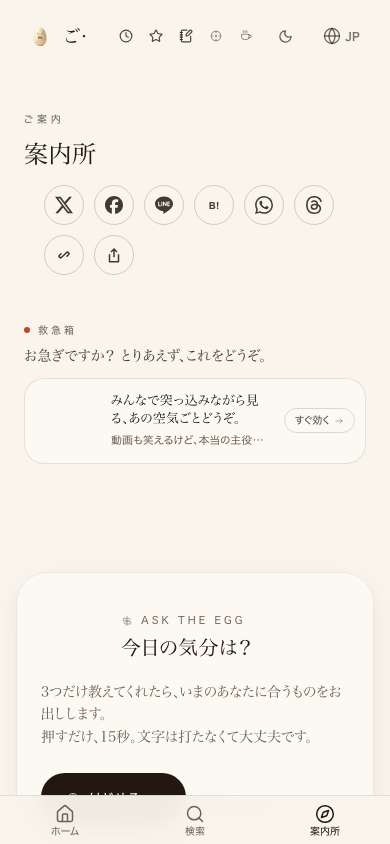 ご・
JP
ご案内
案内所
LINE
B!
救急箱
お急ぎですか？ とりあえず、これをどうぞ。
みんなで突っ込みながら見
る、あの空気ごとどうぞ。
動画も笑えるけど、本当の主役…
すぐ効く →
ASK THE EGG
今日の気分は？
3つだけ教えてくれたら、いまのあなたに合うものをお
出しします。
押すだけ、15秒。文字は打たなくて大丈夫です。
ホーム
検索
案内所